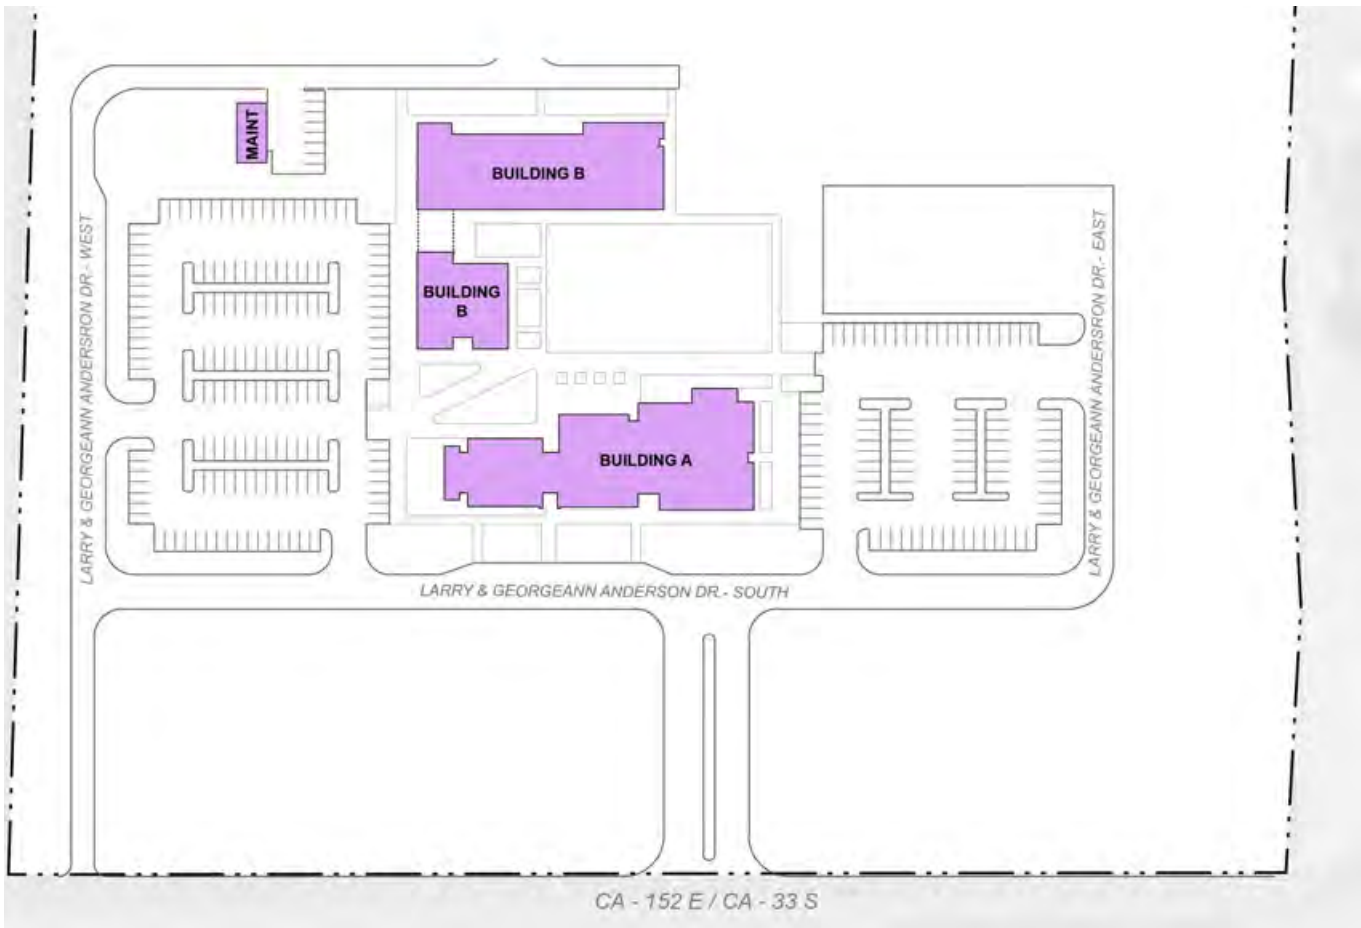 MAINT
BUILDING B
BUILDING
B
BUILDING A
LARRY & GEORGEANN ANDERSRON DR.- WEST
LARRY & GEORGEANN ANDERSRON DR.- EAST
LARRY & GEORGEANN ANDERSON DR.- SOUTH
CA - 152 E / CA - 33 S